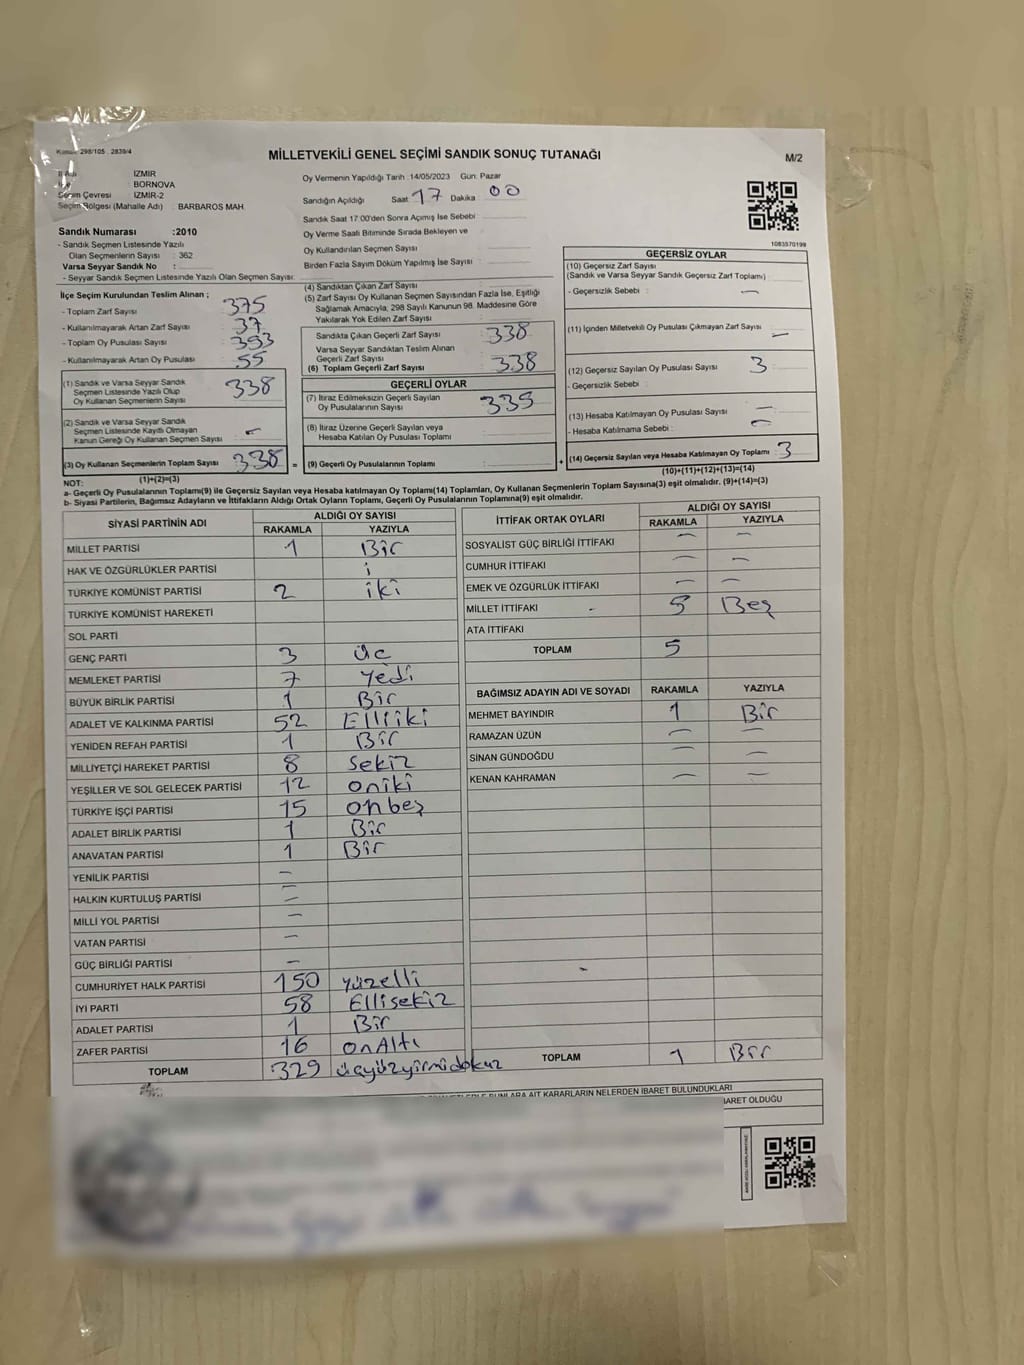 Kanun: 298/105 . 2839/4
MİLLETVEKİLİ GENEL SEÇİMİ SANDIK SONUÇ TUTANAĞI
M/2
İli Adı : İZMİR
: BORNOVA
Seçim Çevresi : İZMİR-2
Seçim Bölgesi (Mahalle Adı) : BARBAROS MAH.
Sandık Numarası :2010
- Sandık Seçmen Listesinde Yazılı
Olan Seçmenlerin Sayısı : 362
Varsa Seyyar Sandık No :
- Seyyar Sandık Seçmen Listesinde Yazılı Olan Seçmen Sayısı:
Oy Vermenin Yapıldığı Tarih :14/05/2023 Gün: Pazar
Sandığın Açıldığı Saat 17 Dakika 00
Sandık Saat 17:00'den Sonra Açımış İse Sebebi :
Oy Verme Saati Bitiminde Sırada Bekleyen ve
Oy Kullandırılan Seçmen Sayısı :
Birden Fazla Sayım Döküm Yapılmış İse Sayısı :
1083570199
İlçe Seçim Kurulundan Teslim Alınan ;
- Toplam Zarf Sayısı : 375
- Kullanılmayarak Artan Zarf Sayısı : 37
- Toplam Oy Pusulası Sayısı : 393
- Kullanılmayarak Artan Oy Pusulası : 55
(1) Sandık ve Varsa Seyyar Sandık
Seçmen Listesinde Yazılı Olup
Oy Kullanan Seçmenlerin Sayısı : 338
(2) Sandık ve Varsa Seyyar Sandık
Seçmen Listesinde Kayıtlı Olmayan
Kanun Gereği Oy Kullanan Seçmen Sayısı : -
(3) Oy Kullanan Seçmenlerin Toplam Sayısı : 338 =
(1)+(2)=(3)
(4) Sandıktan Çıkan Zarf Sayısı :
(5) Zarf Sayısı Oy Kullanan Seçmen Sayısından Fazla İse, Eşitliği
Sağlamak Amacıyla; 298 Sayılı Kanunun 98. Maddesine Göre
Yakılarak Yok Edilen Zarf Sayısı :
Sandıkta Çıkan Geçerli Zarf Sayısı : 338
Varsa Seyyar Sandıktan Teslim Alınan
Geçerli Zarf Sayısı :
(6) Toplam Geçerli Zarf Sayısı : 338
GEÇERLİ OYLAR
(7) İtiraz Edilmeksizin Geçerli Sayılan
Oy Pusulalarının Sayısı : 335
(8) İtiraz Üzerine Geçerli Sayılan veya
Hesaba Katılan Oy Pusulası Toplamı :
(9) Geçerli Oy Pusulalarının Toplamı : +
GEÇERSİZ OYLAR
(10) Geçersiz Zarf Sayısı
(Sandık ve Varsa Seyyar Sandık Geçersiz Zarf Toplamı)
- Geçersizlik Sebebi : -
(11) İçinden Milletvekili Oy Pusulası Çıkmayan Zarf Sayısı : -
(12) Geçersiz Sayılan Oy Pusulası Sayısı : 3
- Geçersizlik Sebebi :
(13) Hesaba Katılmayan Oy Pusulası Sayısı : -
- Hesaba Katılmama Sebebi : -
(14) Geçersiz Sayılan veya Hesaba Katılmayan Oy Toplamı : 3
(10)+(11)+(12)+(13)=(14)
NOT:
a- Geçerli Oy Pusulalarının Toplamı(9) ile Geçersiz Sayılan veya Hesaba katılmayan Oy Toplamı(14) Toplamları, Oy Kullanan Seçmenlerin Toplam Sayısına(3) eşit olmalıdır. (9)+(14)=(3)
b- Siyasi Partilerin, Bağımsız Adayların ve İttifakların Aldığı Oyların Toplamı, Geçerli Oy Pusulalarının Toplamına(9) eşit olmalıdır.
SİYASİ PARTİNİN ADI ALDIĞI OY SAYISI
RAKAMLA YAZIYLA
MİLLET PARTİSİ 1 Bir
HAK VE ÖZGÜRLÜKLER PARTİSİ i
TÜRKİYE KOMÜNİST PARTİSİ 2 iki
TÜRKİYE KOMÜNİST HAREKETİ
SOL PARTİ
GENÇ PARTİ 3 üc
MEMLEKET PARTİSİ 7 Yedi
BÜYÜK BİRLİK PARTİSİ 1 Bir
ADALET VE KALKINMA PARTİSİ 52 Elliiki
YENİDEN REFAH PARTİSİ 1 Bir
MİLLİYETÇİ HAREKET PARTİSİ 8 Sekiz
YEŞİLLER VE SOL GELECEK PARTİSİ 12 oniki
TÜRKİYE İŞÇİ PARTİSİ 15 onbeş
ADALET BİRLİK PARTİSİ 1 Bir
ANAVATAN PARTİSİ 1 Bir
YENİLİK PARTİSİ -
HALKIN KURTULUŞ PARTİSİ -
MİLLİ YOL PARTİSİ -
VATAN PARTİSİ -
GÜÇ BİRLİĞİ PARTİSİ -
CUMHURİYET HALK PARTİSİ 150 yüzelli
İYİ PARTİ 58 Ellisekiz
ADALET PARTİSİ 1 Bir
ZAFER PARTİSİ 16 onAltı
TOPLAM 329 üçyüzyirmidokuz
İTTİFAK ORTAK OYLARI ALDIĞI OY SAYISI
RAKAMLA YAZIYLA
SOSYALİST GÜÇ BİRLİĞİ İTTİFAKI - -
CUMHUR İTTİFAKI - -
EMEK VE ÖZGÜRLÜK İTTİFAKI - -
MİLLET İTTİFAKI 5 Beş
ATA İTTİFAKI
TOPLAM 5
BAĞIMSIZ ADAYIN ADI VE SOYADI RAKAMLA YAZIYLA
MEHMET BAYINDIR 1 Bir
RAMAZAN ÜZÜN - -
SİNAN GÜNDOĞDU - -
KENAN KAHRAMAN - -
TOPLAM 1 Bir
BUNLARA AİT KARARLARIN NELERDEN İBARET BULUNDUKLARI
İBARET OLDUĞU